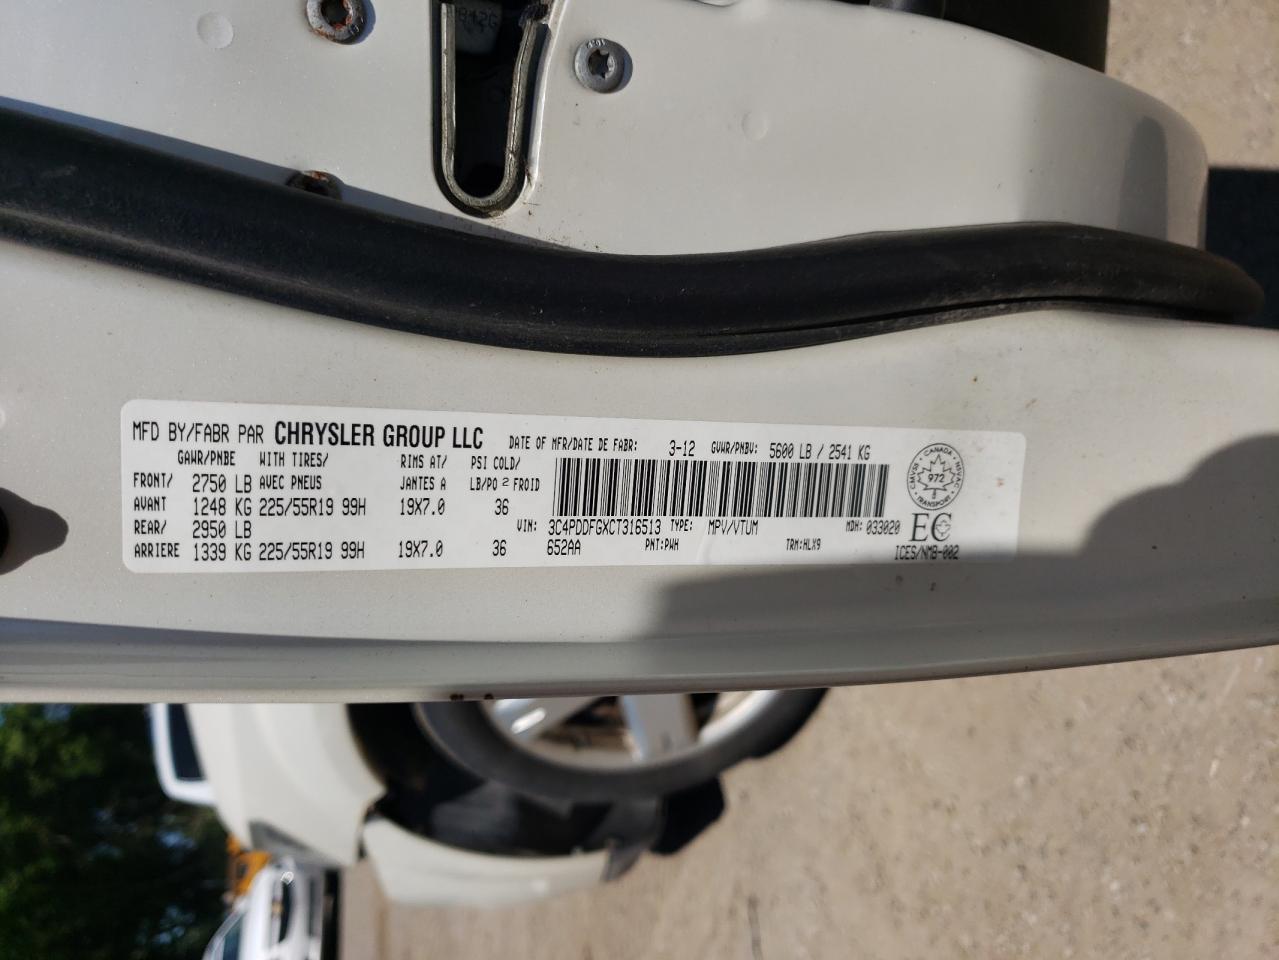 MFD BY/FABR PAR CHRYSLER GROUP LLC DATE OF MFR/DATE DE FABR: 3-12 GVWR/PNBV: 5600 LB / 2541 KG
GAWR/PNBE WITH TIRES/ RIMS AT/ PSI COLD/
FRONT/ 2750 LB AVEC PNEUS JANTES A LB/PO 2 FROID
AVANT 1248 KG 225/55R19 99H 19X7.0 36
REAR/ 2950 LB VIN: 3C4PDDFGXCT316513 TYPE: MPV/VTUM MDH: 033020 EC
ARRIERE 1339 KG 225/55R19 99H 19X7.0 36 652AA PNT:PWH TRM:HLX9 ICES/NMB-002
CANADA
CMVSS 972 NSVAC
TRANSPORT